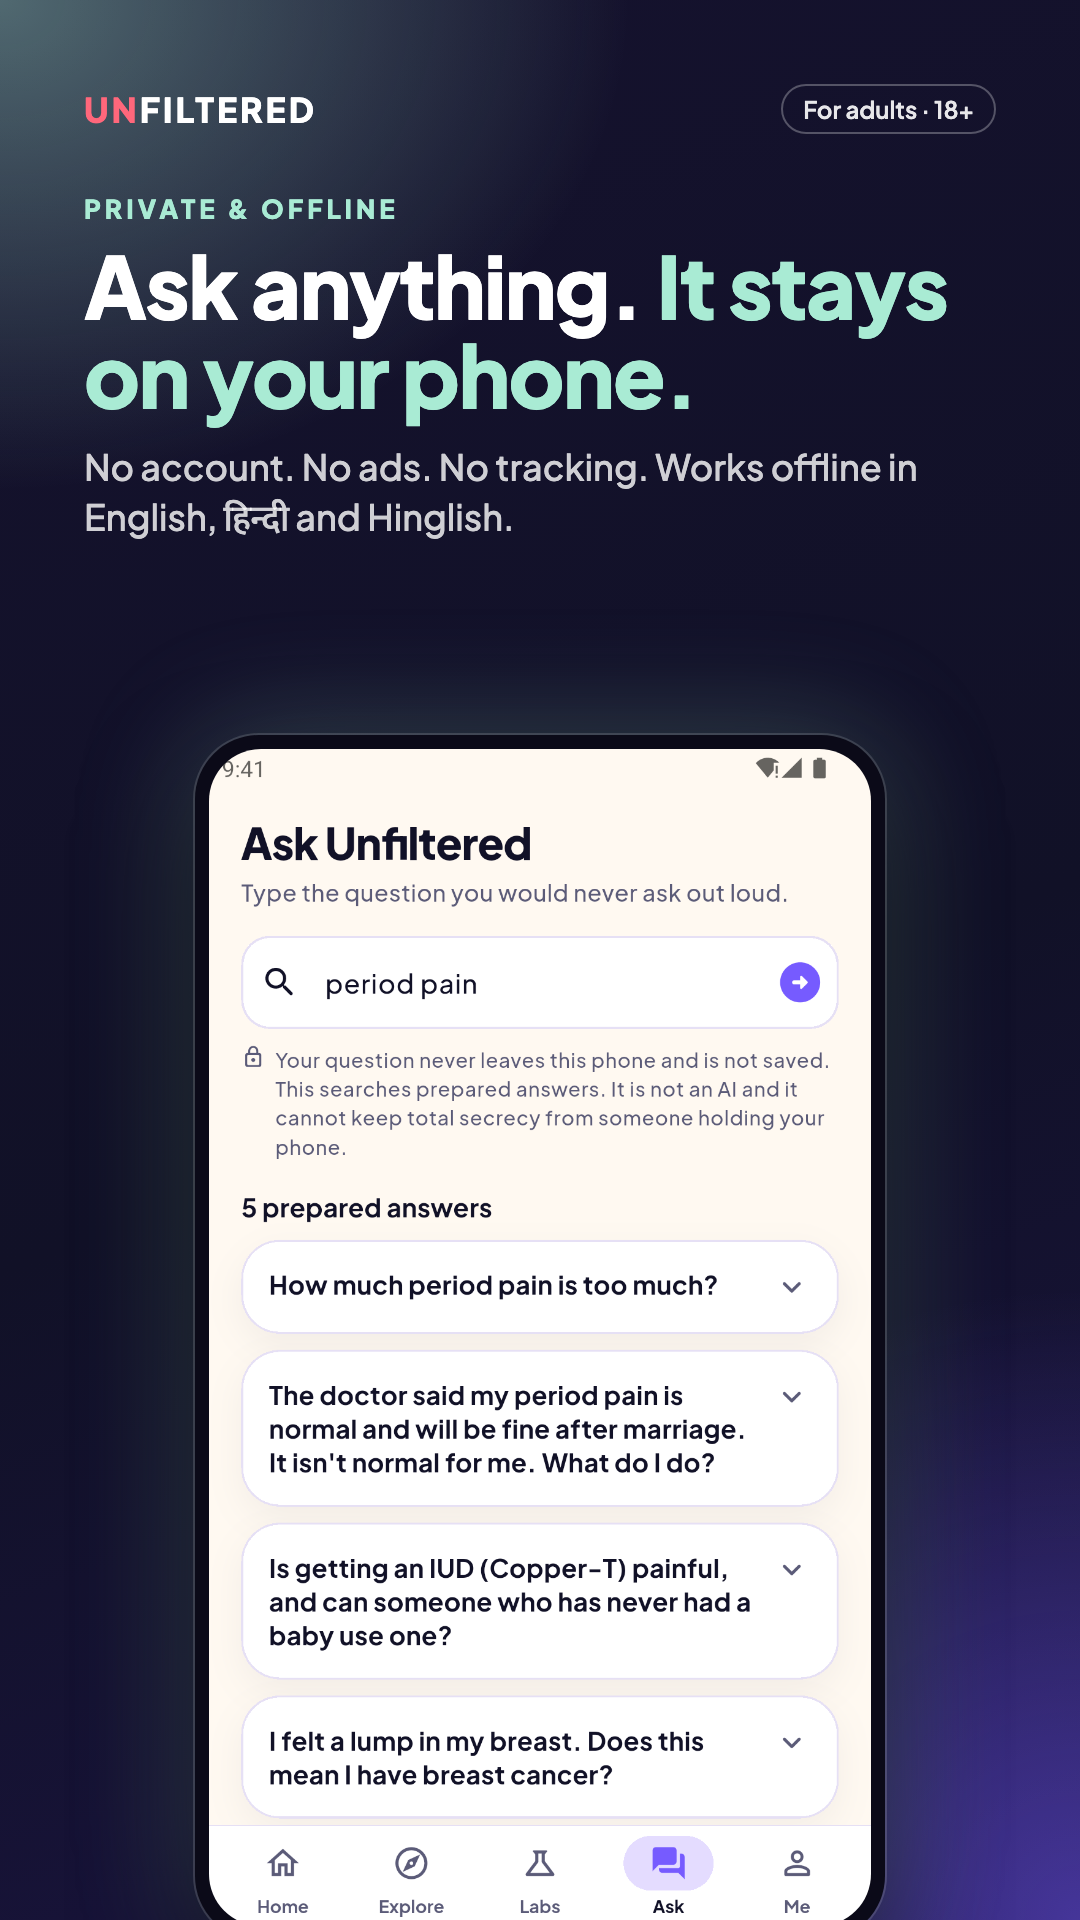 UNFILTERED
For adults · 18+
PRIVATE & OFFLINE
Ask anything. It stays
on your phone.
No account. No ads. No tracking. Works offline in
English, हिन्दी and Hinglish.
9:41
Ask Unfiltered
Type the question you would never ask out loud.
period pain
Your question never leaves this phone and is not saved.
This searches prepared answers. It is not an AI and it
cannot keep total secrecy from someone holding your
phone.
5 prepared answers
How much period pain is too much?
The doctor said my period pain is
normal and will be fine after marriage.
It isn't normal for me. What do I do?
Is getting an IUD (Copper-T) painful,
and can someone who has never had a
baby use one?
I felt a lump in my breast. Does this
mean I have breast cancer?
Home
Explore
Labs
Ask
Me